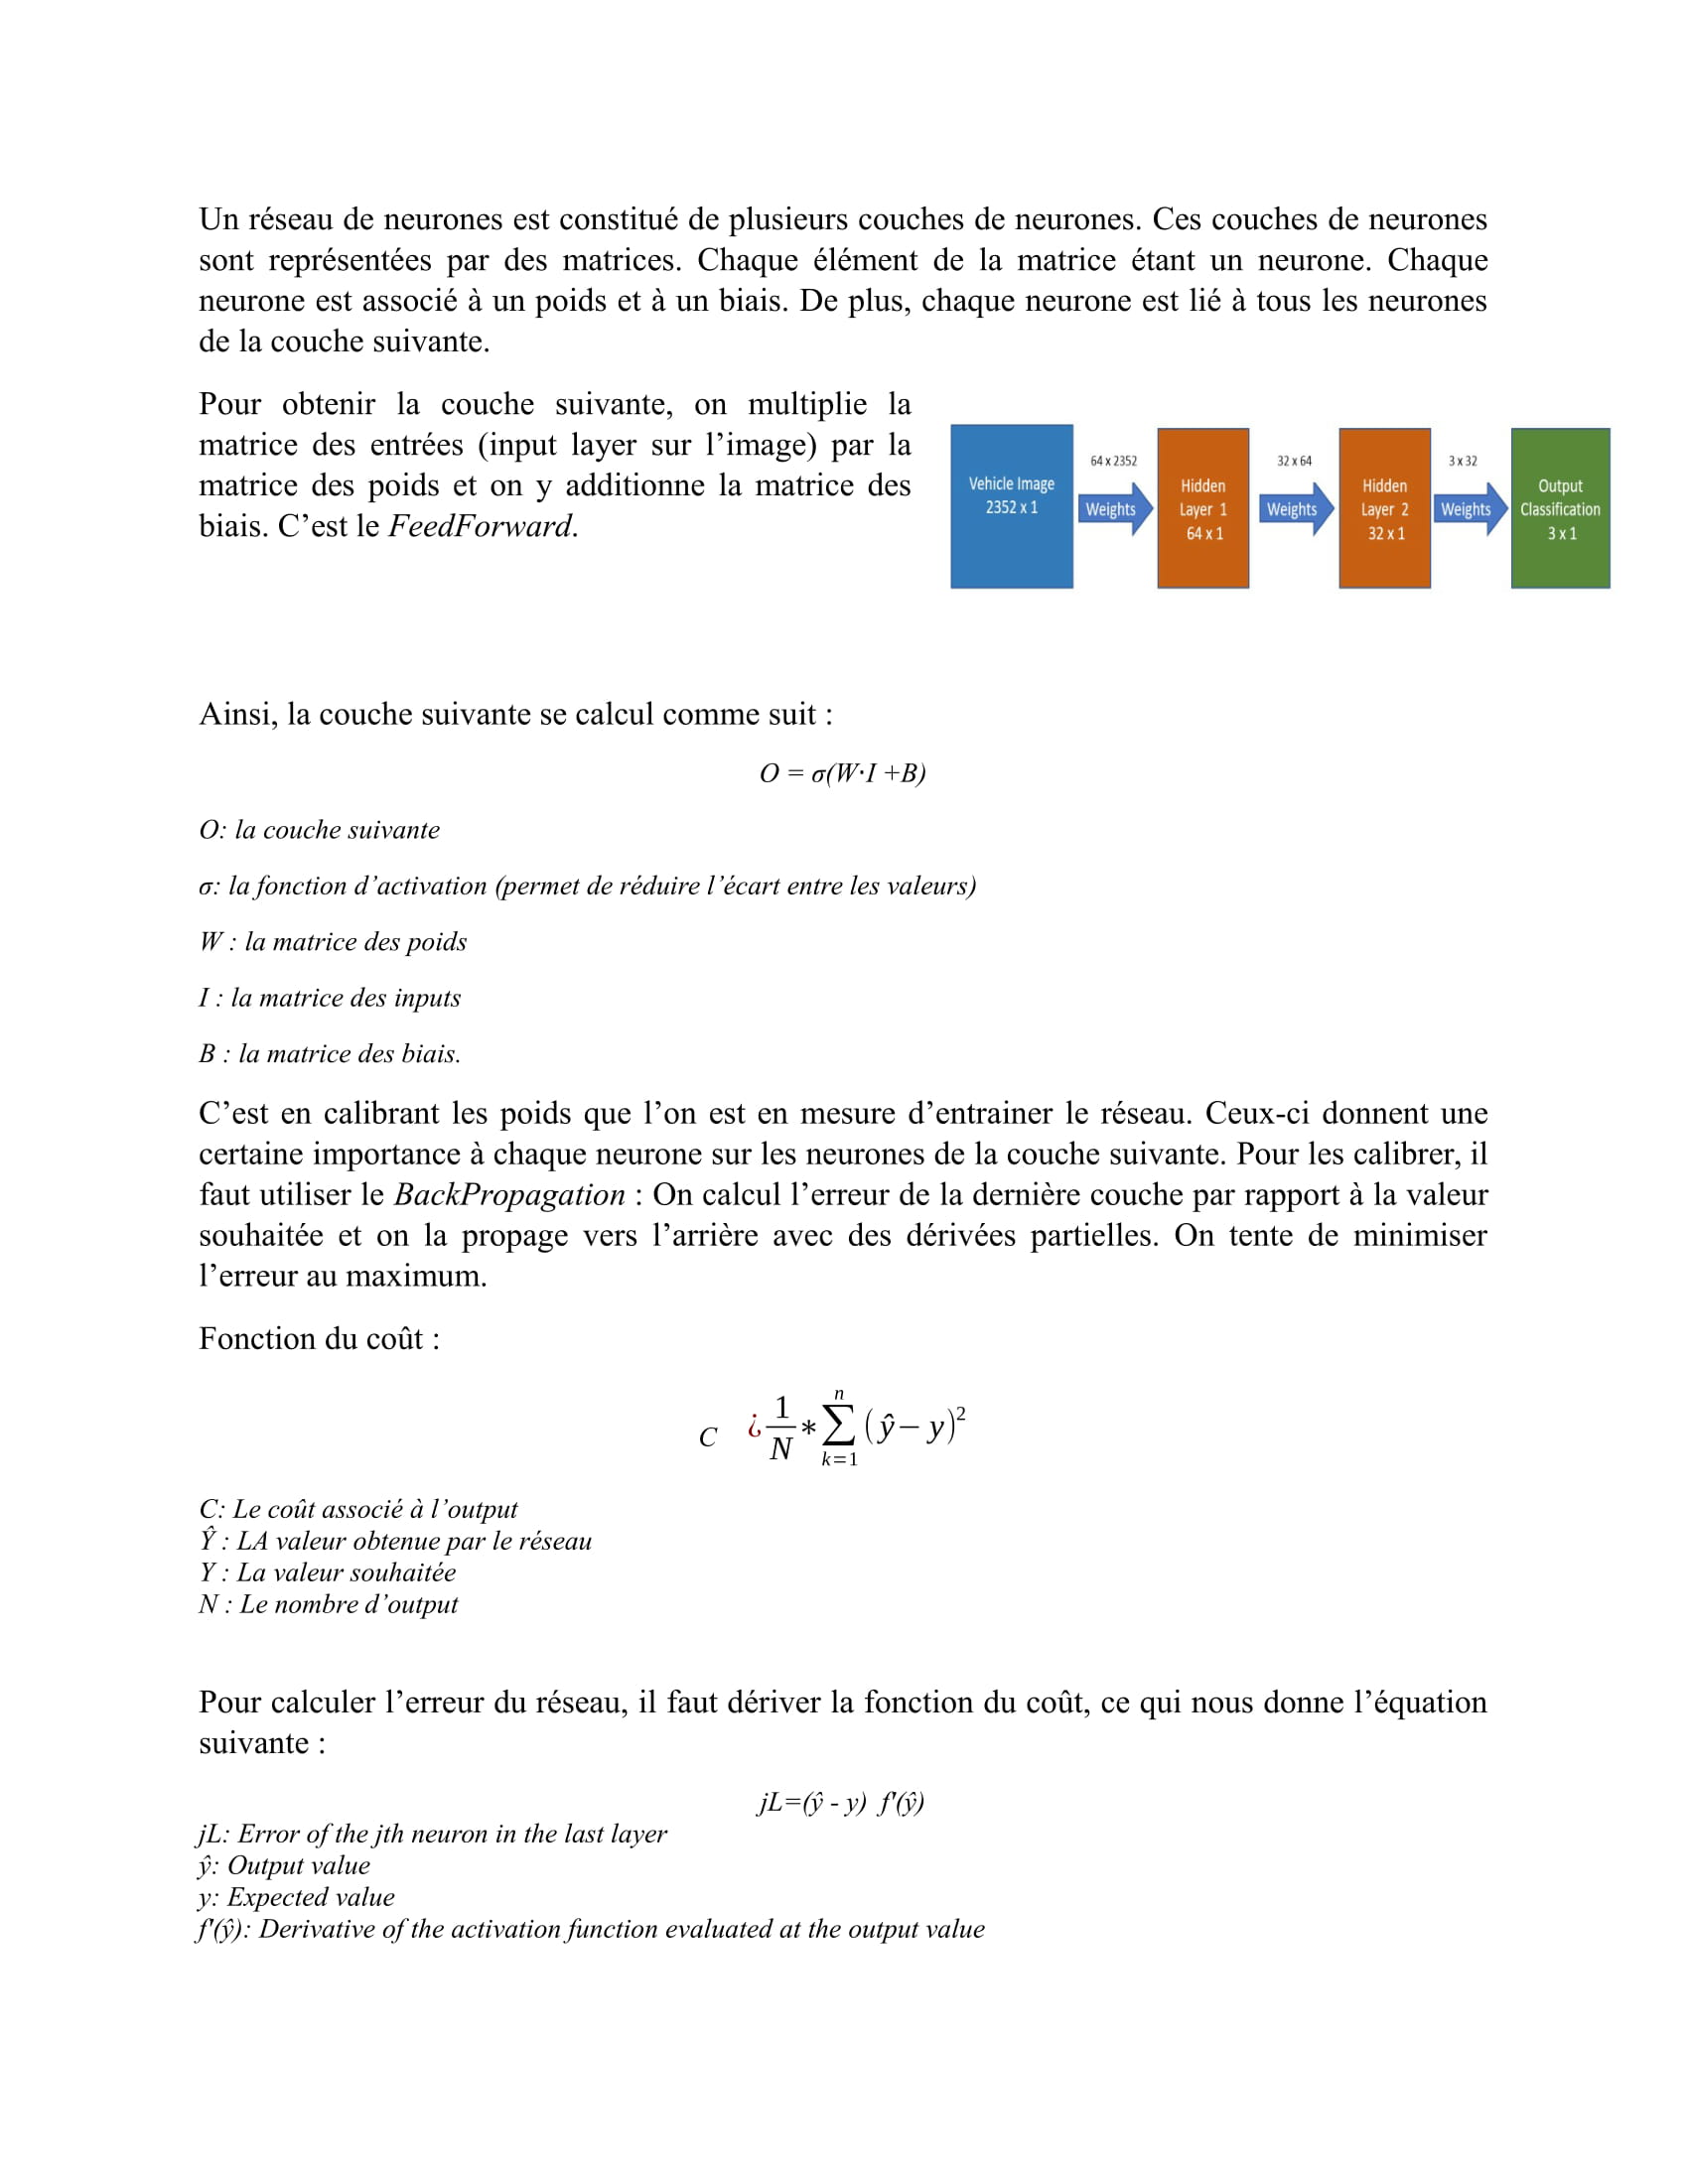 Un réseau de neurones est constitué de plusieurs couches de neurones. Ces couches de neurones
sont représentées par des matrices. Chaque élément de la matrice étant un neurone. Chaque
neurone est associé à un poids et à un biais. De plus, chaque neurone est lié à tous les neurones
de la couche suivante.
Pour obtenir la couche suivante, on multiplie la
matrice des entrées (input layer sur l’image) par la
matrice des poids et on y additionne la matrice des
biais. C’est le FeedForward.
Vehicle Image
2352 x 1
64 x 2352
Weights
Hidden
Layer 1
64 x 1
32 x 64
Weights
Hidden
Layer 2
32 x 1
3 x 32
Weights
Output
Classification
3 x 1
Ainsi, la couche suivante se calcul comme suit :
O = σ(W·I +B)
O: la couche suivante
σ: la fonction d’activation (permet de réduire l’écart entre les valeurs)
W : la matrice des poids
I : la matrice des inputs
B : la matrice des biais.
C’est en calibrant les poids que l’on est en mesure d’entrainer le réseau. Ceux-ci donnent une
certaine importance à chaque neurone sur les neurones de la couche suivante. Pour les calibrer, il
faut utiliser le BackPropagation : On calcul l’erreur de la dernière couche par rapport à la valeur
souhaitée et on la propage vers l’arrière avec des dérivées partielles. On tente de minimiser
l’erreur au maximum.
Fonction du coût :
C ¿ 1/N * ∑_{k=1}^{n} (ŷ − y)²
C: Le coût associé à l’output
Ŷ : LA valeur obtenue par le réseau
Y : La valeur souhaitée
N : Le nombre d’output
Pour calculer l’erreur du réseau, il faut dériver la fonction du coût, ce qui nous donne l’équation
suivante :
jL=(ŷ - y) f'(ŷ)
jL: Error of the jth neuron in the last layer
ŷ: Output value
y: Expected value
f'(ŷ): Derivative of the activation function evaluated at the output value